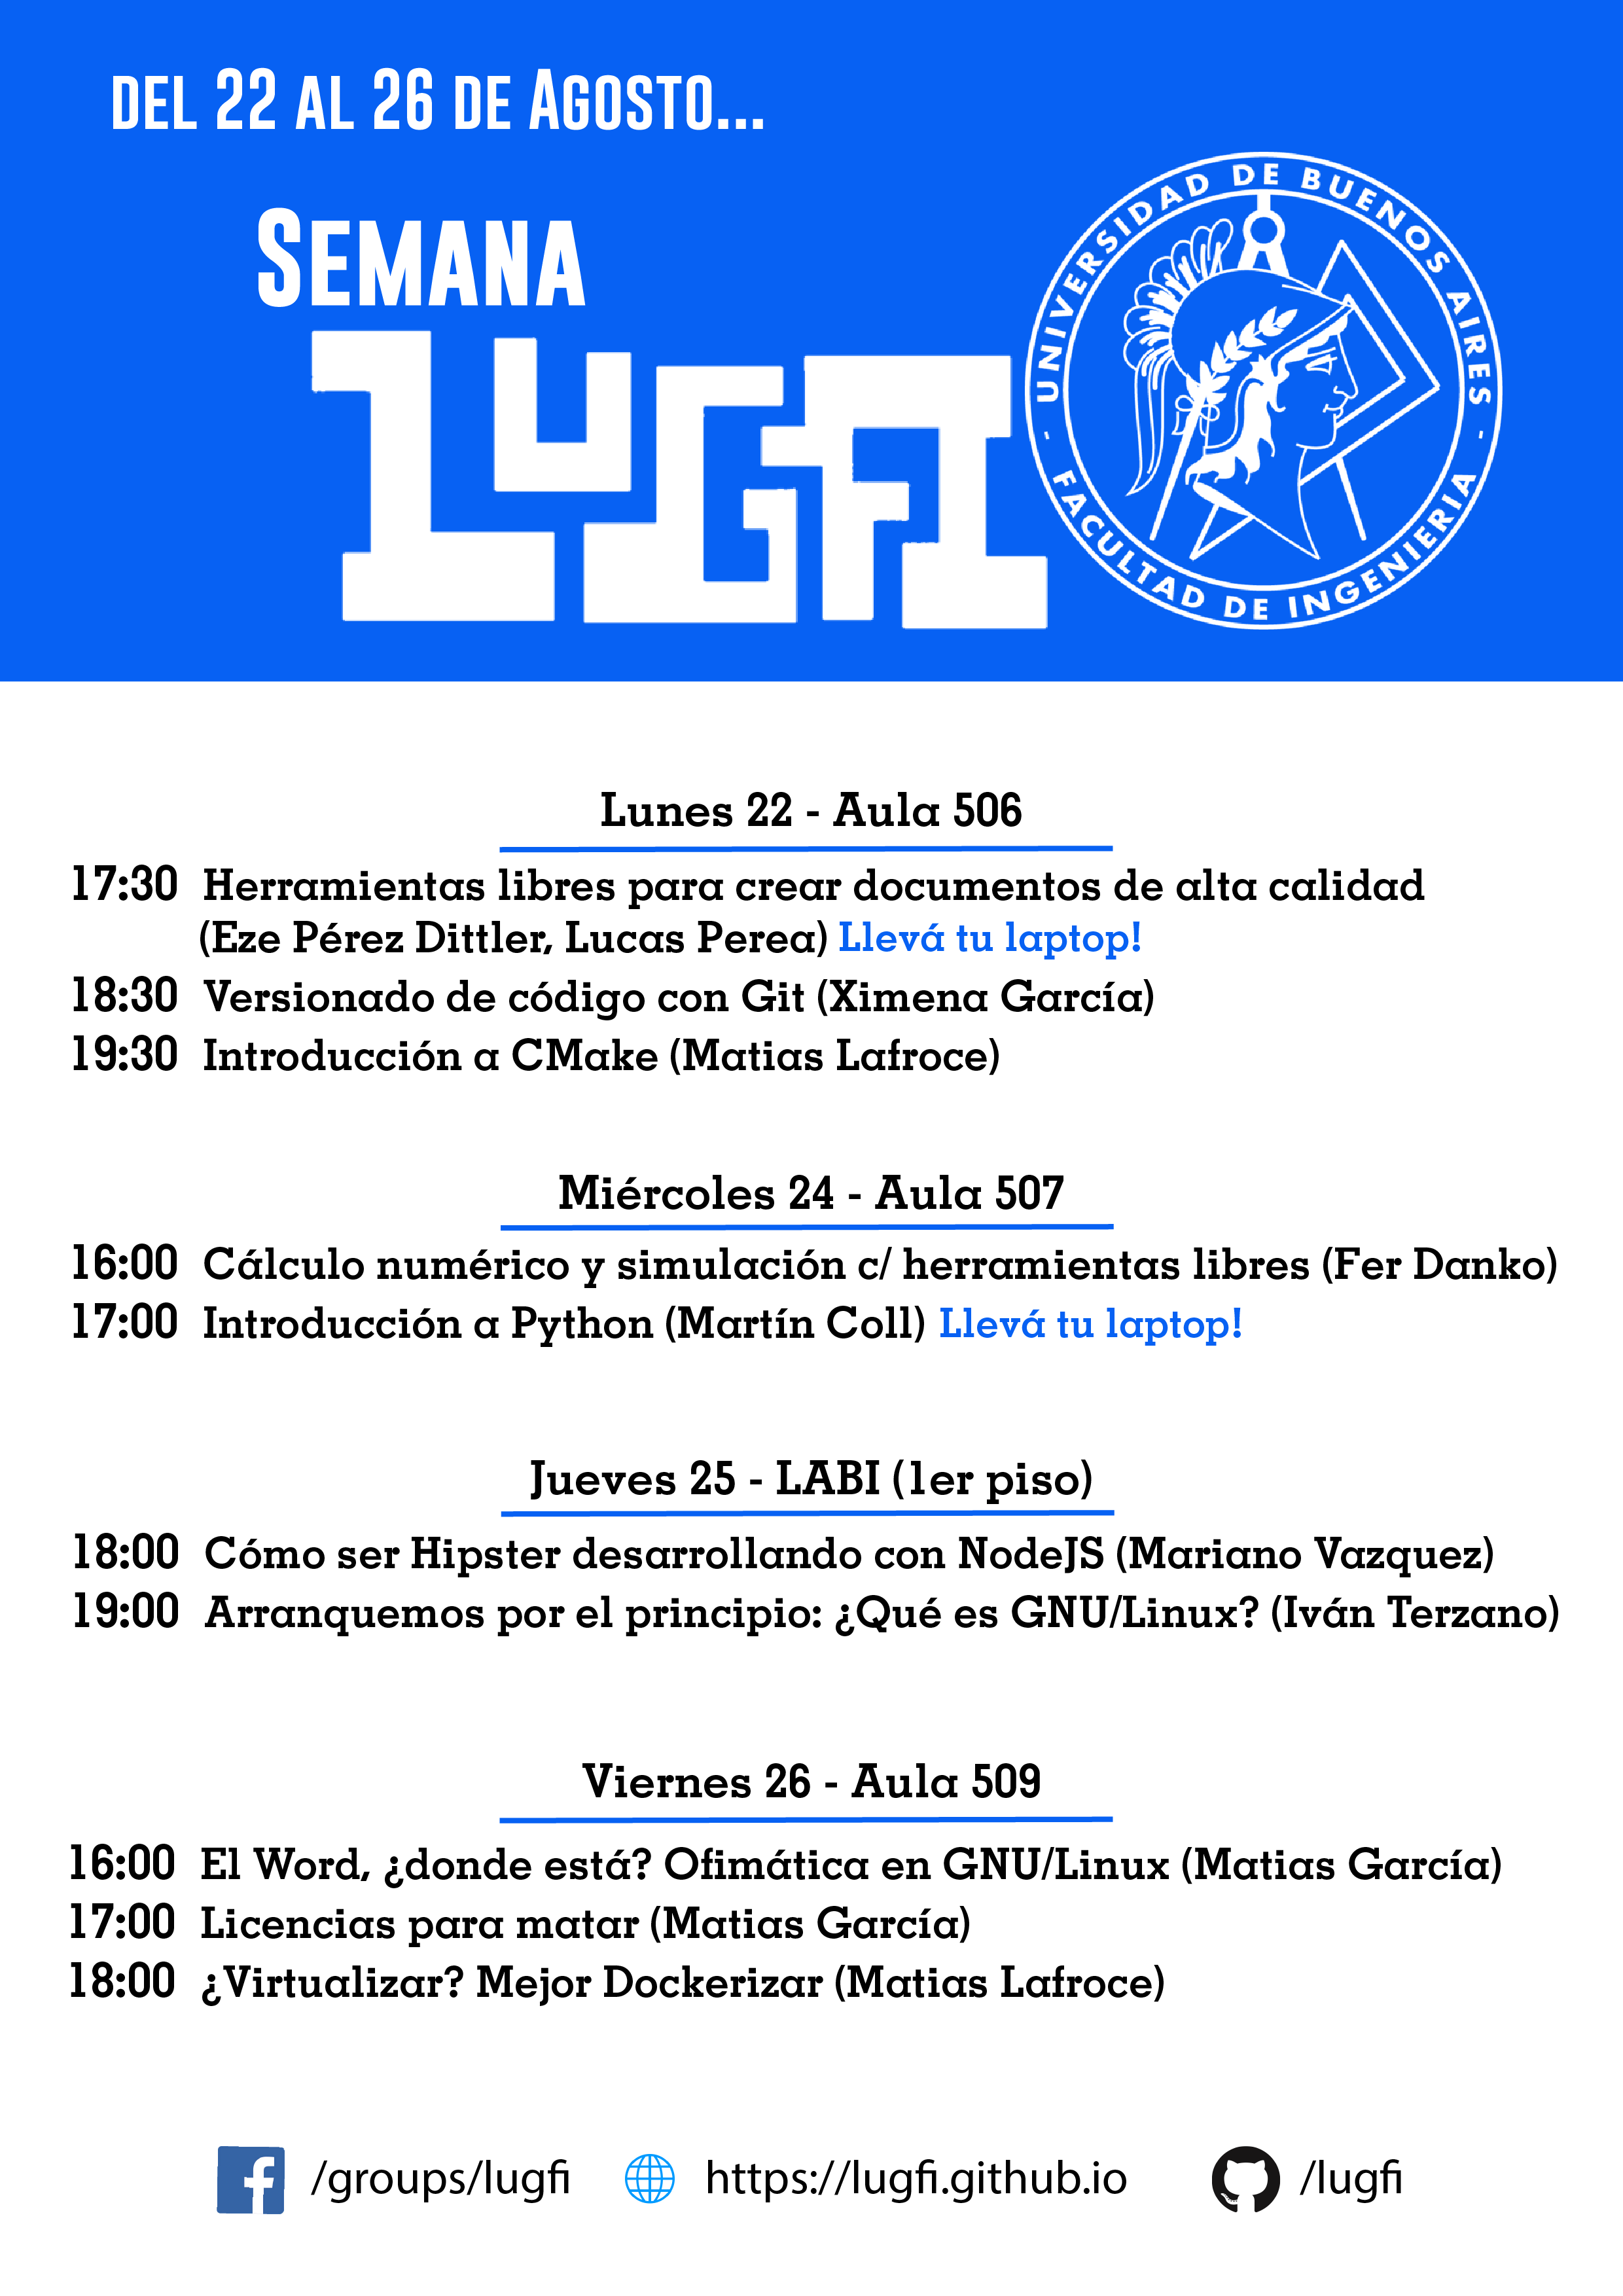 DEL 22 AL 26 DE AGOSTO...
SEMANA
LUGFI
UNIVERSIDAD DE BUENOS AIRES - FACULTAD DE INGENIERIA -
Lunes 22 - Aula 506
17:30 Herramientas libres para crear documentos de alta calidad
(Eze Pérez Dittler, Lucas Perea) Llevá tu laptop!
18:30 Versionado de código con Git (Ximena García)
19:30 Introducción a CMake (Matias Lafroce)
Miércoles 24 - Aula 507
16:00 Cálculo numérico y simulación c/ herramientas libres (Fer Danko)
17:00 Introducción a Python (Martín Coll) Llevá tu laptop!
Jueves 25 - LABI (1er piso)
18:00 Cómo ser Hipster desarrollando con NodeJS (Mariano Vazquez)
19:00 Arranquemos por el principio: ¿Qué es GNU/Linux? (Iván Terzano)
Viernes 26 - Aula 509
16:00 El Word, ¿donde está? Ofimática en GNU/Linux (Matias García)
17:00 Licencias para matar (Matias García)
18:00 ¿Virtualizar? Mejor Dockerizar (Matias Lafroce)
/groups/lugfi https://lugfi.github.io /lugfi